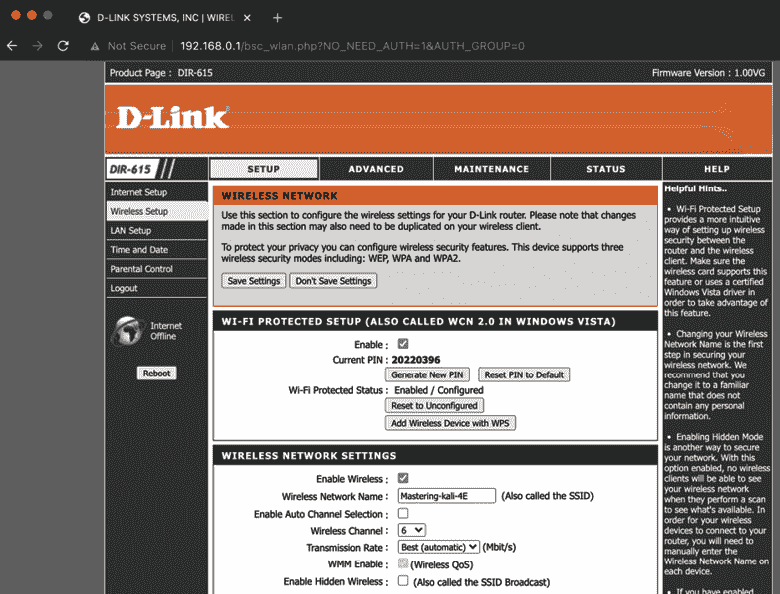 D-LINK SYSTEMS, INC | WIREL
Not Secure 192.168.0.1/bsc_wlan.php?NO_NEED_AUTH=1&AUTH_GROUP=0
Product Page : DIR-615 Firmware Version : 1.00VG
D-Link
DIR-615 SETUP ADVANCED MAINTENANCE STATUS HELP
Internet Setup
Wireless Setup
LAN Setup
Time and Date
Parental Control
Logout
Internet
Offline
Reboot
WIRELESS NETWORK
Use this section to configure the wireless settings for your D-Link router. Please note that changes
made in this section may also need to be duplicated on your wireless client.
To protect your privacy you can configure wireless security features. This device supports three
wireless security modes including: WEP, WPA and WPA2.
Save Settings Don't Save Settings
WI-FI PROTECTED SETUP (ALSO CALLED WCN 2.0 IN WINDOWS VISTA)
Enable :
Current PIN : 20220396
Generate New PIN Reset PIN to Default
Wi-Fi Protected Status : Enabled / Configured
Reset to Unconfigured
Add Wireless Device with WPS
WIRELESS NETWORK SETTINGS
Enable Wireless :
Wireless Network Name : Mastering-kali-4E (Also called the SSID)
Enable Auto Channel Selection :
Wireless Channel : 6
Transmission Rate : Best (automatic) (Mbit/s)
WMM Enable : (Wireless QoS)
Enable Hidden Wireless : (Also called the SSID Broadcast)
Helpful Hints..
• Wi-Fi Protected Setup
provides a more intuitive
way of setting up wireless
security between the
router and the wireless
client. Make sure the
wireless card supports this
feature or uses a certified
Windows Vista driver in
order to take advantage of
this feature.
• Changing your Wireless
Network Name is the first
step in securing your
wireless network. We
recommend that you
change it to a familiar
name that does not
contain any personal
information.
• Enabling Hidden Mode
is another way to secure
your network. With this
option enabled, no wireless
clients will be able to see
your wireless network
when they perform a scan
to see what's available. In
order for your wireless
devices to connect to your
router, you will need to
manually enter the
Wireless Network Name on
each device.
• If you have enabled